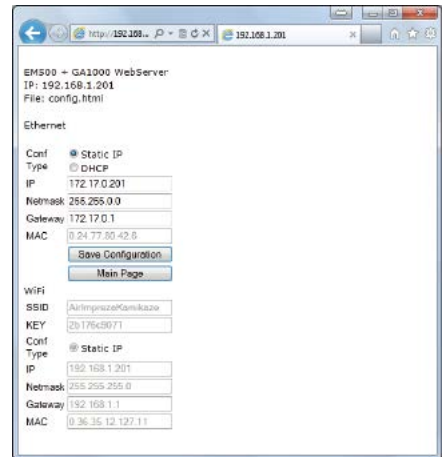 http://192.168...
192.168.1.201
EM500 + GA1000 WebServer
IP: 192.168.1.201
File: config.html
Ethernet
Conf Type
Static IP
DHCP
IP 172.17.0.201
Netmask 255.255.0.0
Gateway 172.17.0.1
MAC 0.24.77.80.42.6
Save Configuration
Main Page
WiFi
SSID AirImprezaKamikaze
KEY 2b176c9071
Conf Type
Static IP
IP 192.168.1.201
Netmask 255.255.255.0
Gateway 192.168.1.1
MAC 0.36.35.12.127.11